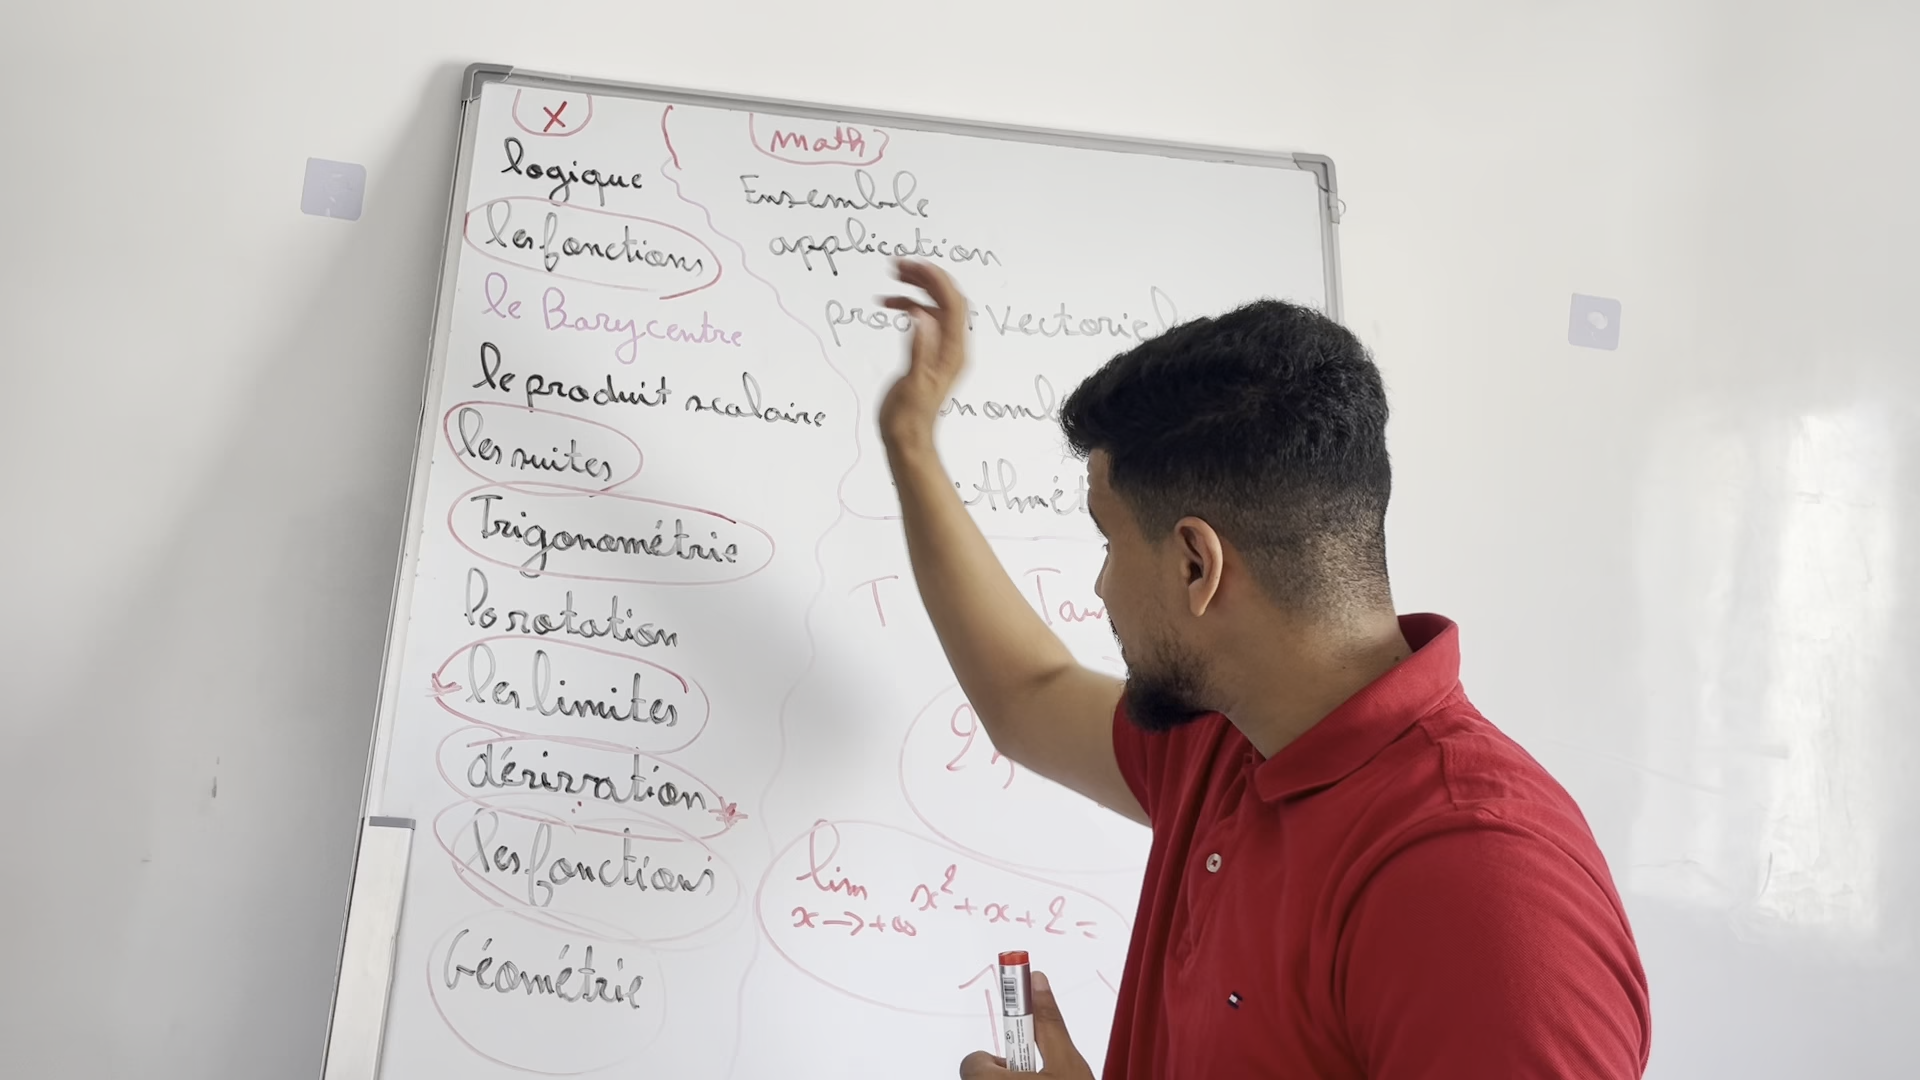 X
logique
les fonctions
le Barycentre
le produit scalaire
les suites
Trigonométrie
la rotation
les limites
dérivation
les fonctions
Géométrie
math
Ensemble
application
Vectoriel
T
lim x²+x+2=
x→+∞